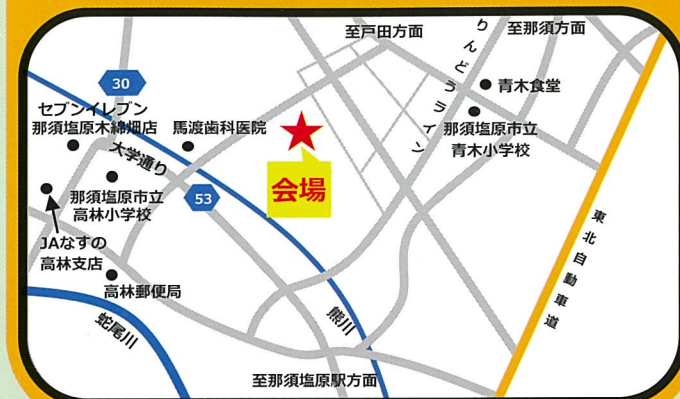 至戸田方面
りんどうライン
至那須方面
30
青木食堂
セブンイレブン
那須塩原木綿畑店
馬渡歯科医院
那須塩原市立
青木小学校
大学通り
会場
那須塩原市立
高林小学校
53
東北自動車道
JAなすの
高林支店
高林郵便局
熊川
蛇尾川
至那須塩原駅方面